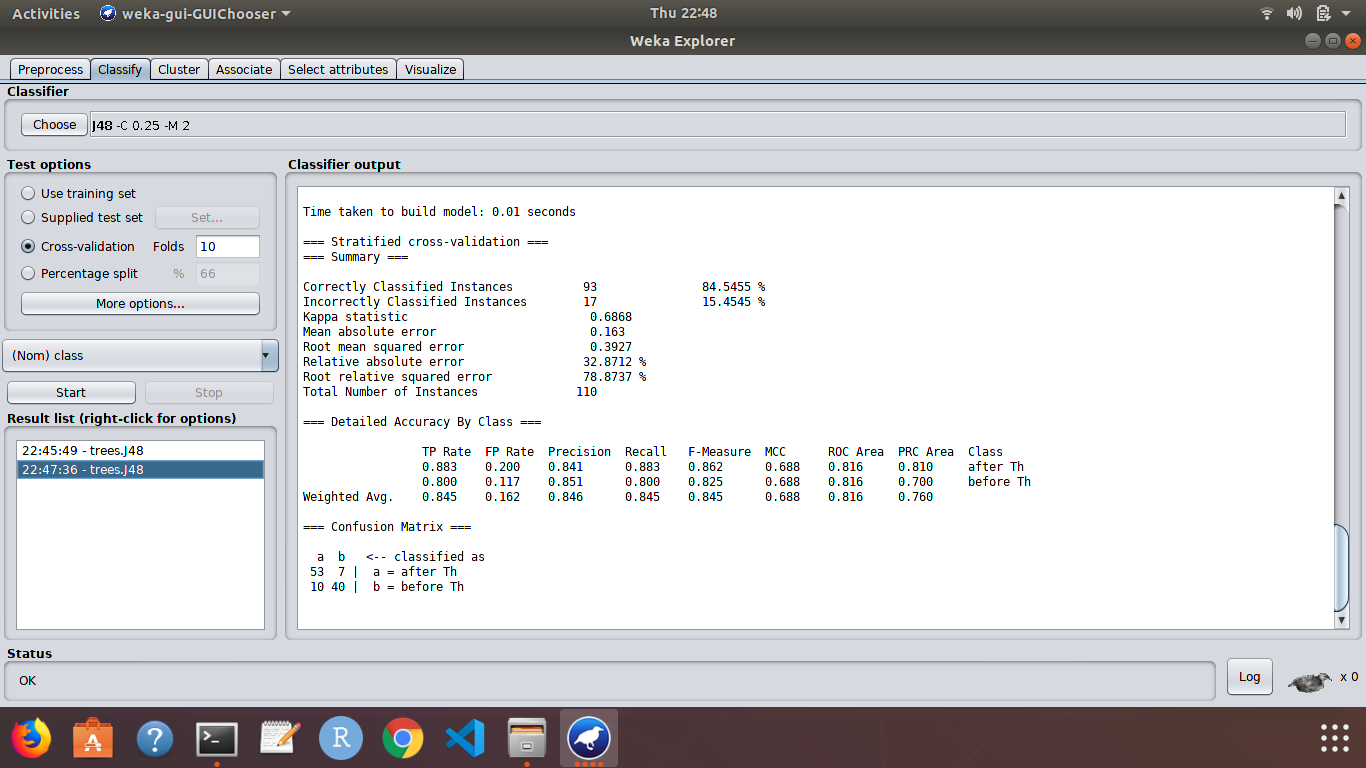 Activities weka-gui-GUIChooser Thu 22:48
Weka Explorer
Preprocess Classify Cluster Associate Select attributes Visualize
Classifier
Choose J48 -C 0.25 -M 2
Test options
Use training set
Supplied test set Set...
Cross-validation Folds 10
Percentage split % 66
More options...
(Nom) class
Start Stop
Result list (right-click for options)
22:45:49 - trees.J48
22:47:36 - trees.J48
Classifier output
Time taken to build model: 0.01 seconds
=== Stratified cross-validation ===
=== Summary ===
Correctly Classified Instances 93 84.5455 %
Incorrectly Classified Instances 17 15.4545 %
Kappa statistic 0.6868
Mean absolute error 0.163
Root mean squared error 0.3927
Relative absolute error 32.8712 %
Root relative squared error 78.8737 %
Total Number of Instances 110
=== Detailed Accuracy By Class ===
TP Rate FP Rate Precision Recall F-Measure MCC ROC Area PRC Area Class
0.883 0.200 0.841 0.883 0.862 0.688 0.816 0.810 after Th
0.800 0.117 0.851 0.800 0.825 0.688 0.816 0.700 before Th
Weighted Avg. 0.845 0.162 0.846 0.845 0.845 0.688 0.816 0.760
=== Confusion Matrix ===
a b <-- classified as
53 7 | a = after Th
10 40 | b = before Th
Status
OK
Log x 0